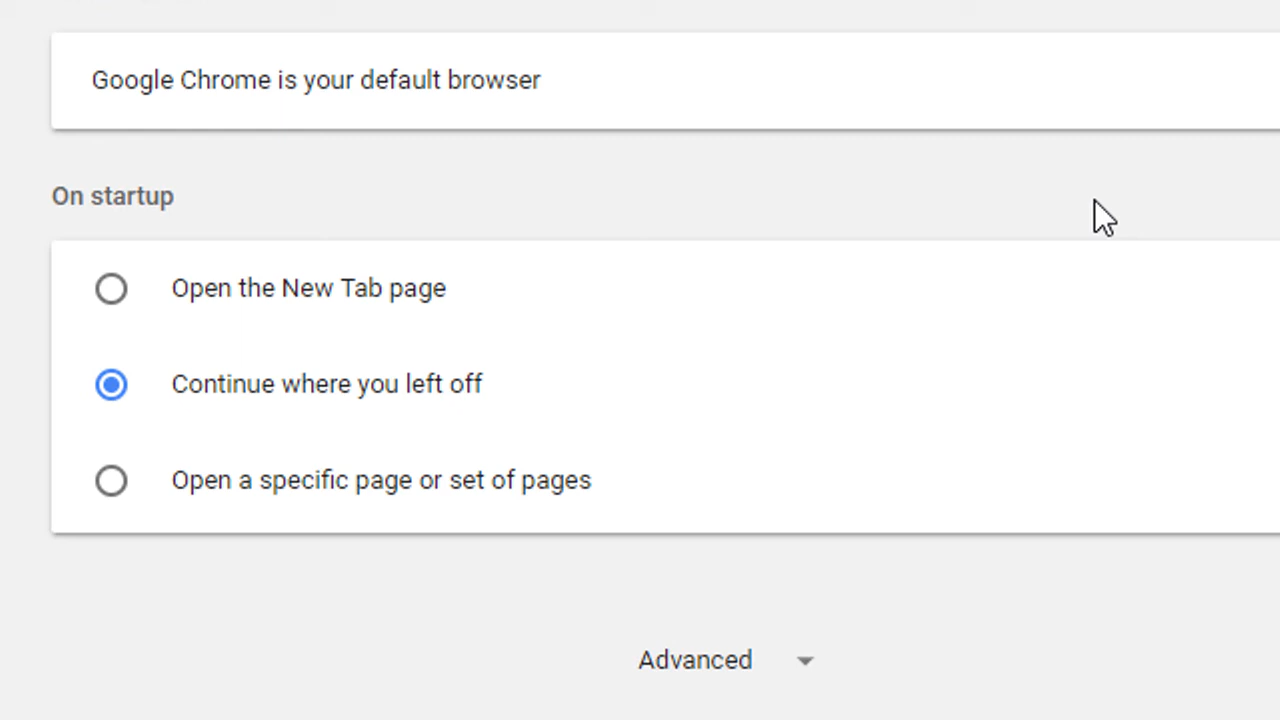 Google Chrome is your default browser
On startup
Open the New Tab page
Continue where you left off
Open a specific page or set of pages
Advanced